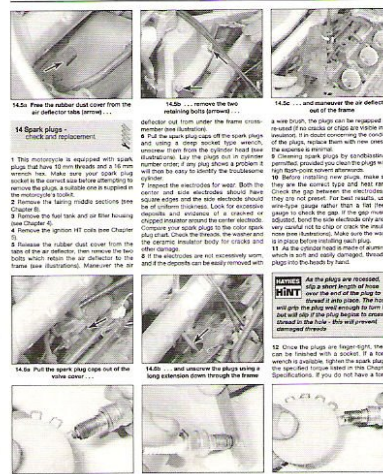 14.5a Free the rubber dust cover from the
air deflector tabs (arrow) . . .
14.5b . . . remove the two
retaining bolts (arrows) . . .
14.5c . . . and maneuver the air deflec
out of the frame
14 Spark plugs -
check and replacement
1 This motorcycle is equipped with spark
plugs that have 10 mm threads and a 16 mm
wrench hex. Make sure your spark plug
socket is the correct size before attempting to
remove the plugs, a suitable one is supplied in
the motorcycle's toolkit.
2 Remove the fairing middle sections (see
Chapter 8).
3 Remove the fuel tank and air filter housing
(see Chapter 4).
4 Remove the ignition HT coils (see Chapter
5).
5 Release the rubber dust cover from the
tabs of the air deflector, then remove the two
bolts which retain the air deflector to the
frame (see illustrations). Maneuver the air
deflector out from under the frame cross-
member (see illustration).
6 Pull the spark plug caps off the spark plugs
and using a deep socket type wrench,
unscrew them from the cylinder head (see
illustrations). Lay the plugs out in cylinder
number order; if any plug shows a problem it
will then be easy to identify the troublesome
cylinder.
7 Inspect the electrodes for wear. Both the
center and side electrodes should have
square edges and the side electrode should
be of uniform thickness. Look for excessive
deposits and evidence of a cracked or
chipped insulator around the center electrode.
Compare your spark plugs to the color spark
plug chart. Check the threads, the washer and
the ceramic insulator body for cracks and
other damage.
8 If the electrodes are not excessively worn,
and if the deposits can be easily removed with
a wire brush, the plugs can be regapped
re-used (if no cracks or chips are visible in
insulator). If in doubt concerning the condi
of the plugs, replace them with new ones
the expense is minimal.
9 Cleaning spark plugs by sandblasting
permitted, provided you clean the plugs wi
high flash-point solvent afterwards.
10 Before installing new plugs, make s
they are the correct type and heat ran
Check the gap between the electrodes
they are not preset. For best results, us
wire-type gauge rather than a flat (fee
gauge to check the gap. If the gap must
adjusted, bend the side electrode only an
very careful not to chip or crack the insul
nose (see illustrations). Make sure the wa
is in place before installing each plug.
11 As the cylinder head is made of alumin
which is soft and easily damaged, thread
plugs into the heads by hand.
HAYNES
HINT
As the plugs are recessed,
slip a short length of hose
over the end of the plug to
thread it into place. The ho
will grip the plug well enough to turn i
but will slip if the plug begins to cross
thread in the hole - this will prevent
damaged threads
12 Once the plugs are finger-tight, the
can be finished with a socket. If a tor
wrench is available, tighten the spark plug
the specified torque listed in this Chap
Specifications. If you do not have a tor
14.6a Pull the spark plug caps out of the
valve cover . . .
14.6b . . . and unscrew the plugs using a
long extension down through the frame